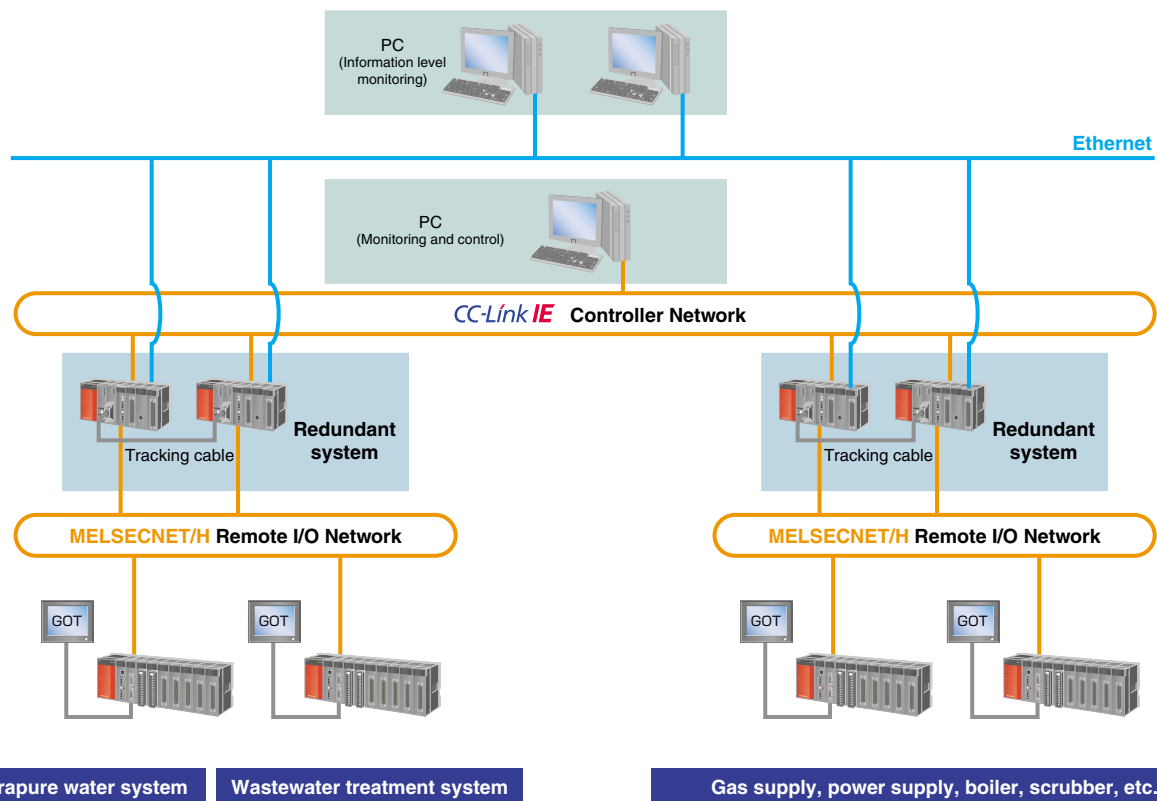 PC
(Information level
monitoring)
Ethernet
PC
(Monitoring and control)
CC-Link IE Controller Network
Redundant
system
Tracking cable
Redundant
system
Tracking cable
MELSECNET/H Remote I/O Network
MELSECNET/H Remote I/O Network
GOT
GOT
GOT
GOT
rapure water system
Wastewater treatment system
Gas supply, power supply, boiler, scrubber, etc.